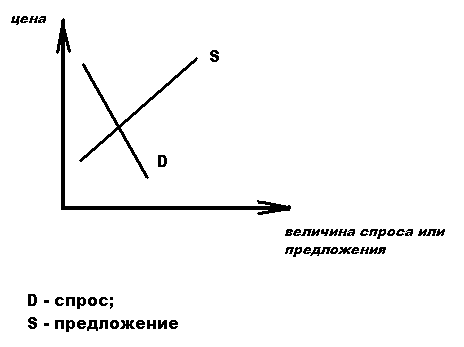 цена
S
D
величина спроса или
предложения
D - спрос;
S - предложение